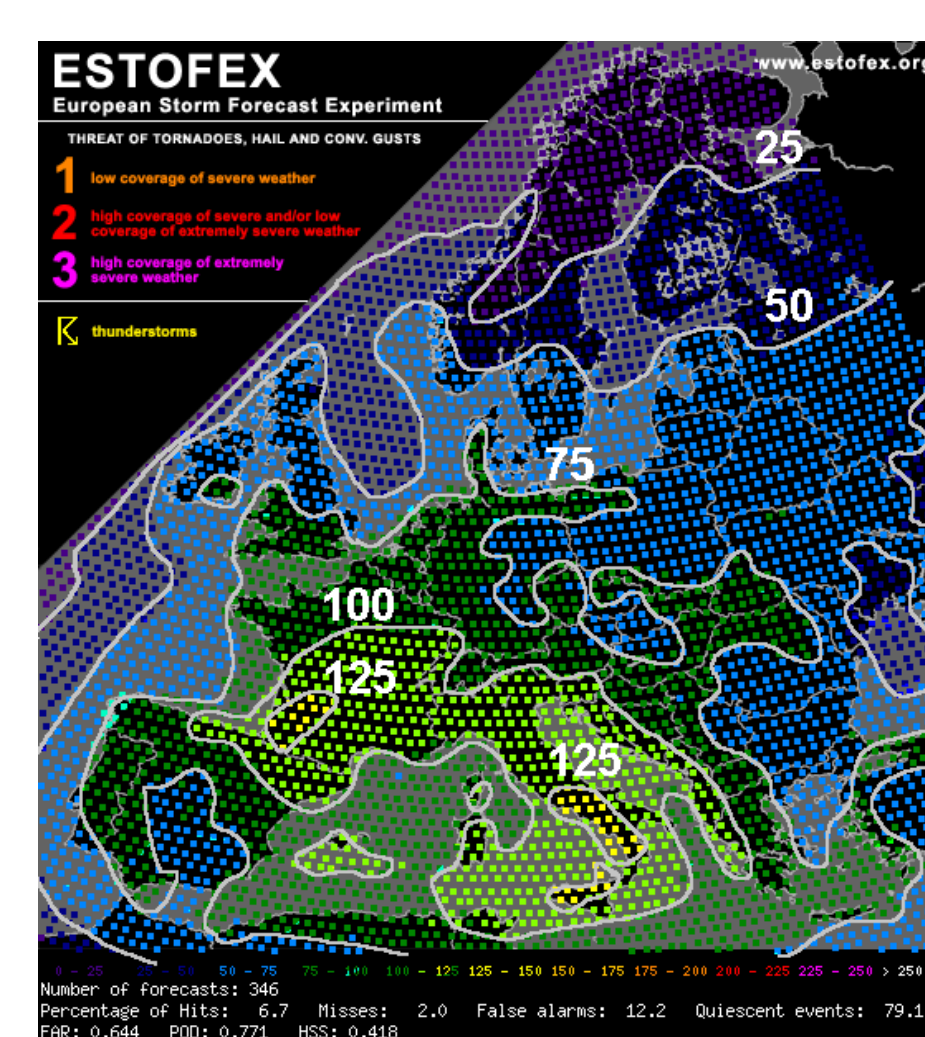 ESTOFEX
www.estofex.org
European Storm Forecast Experiment
THREAT OF TORNADOES, HAIL AND CONV. GUSTS
1 low coverage of severe weather
2 high coverage of severe and/or low
coverage of extremely severe weather
3 high coverage of extremely
severe weather
thunderstorms
25
50
75
100
125
125
0 - 25 25 - 50 50 - 75 75 - 100 100 - 125 125 - 150 150 - 175 175 - 200 200 - 225 225 - 250 > 250
Number of forecasts: 346
Percentage of Hits: 6.7 Misses: 2.0 False alarms: 12.2 Quiescent events: 79.1
FAR: 0.644 POD: 0.771 HSS: 0.418